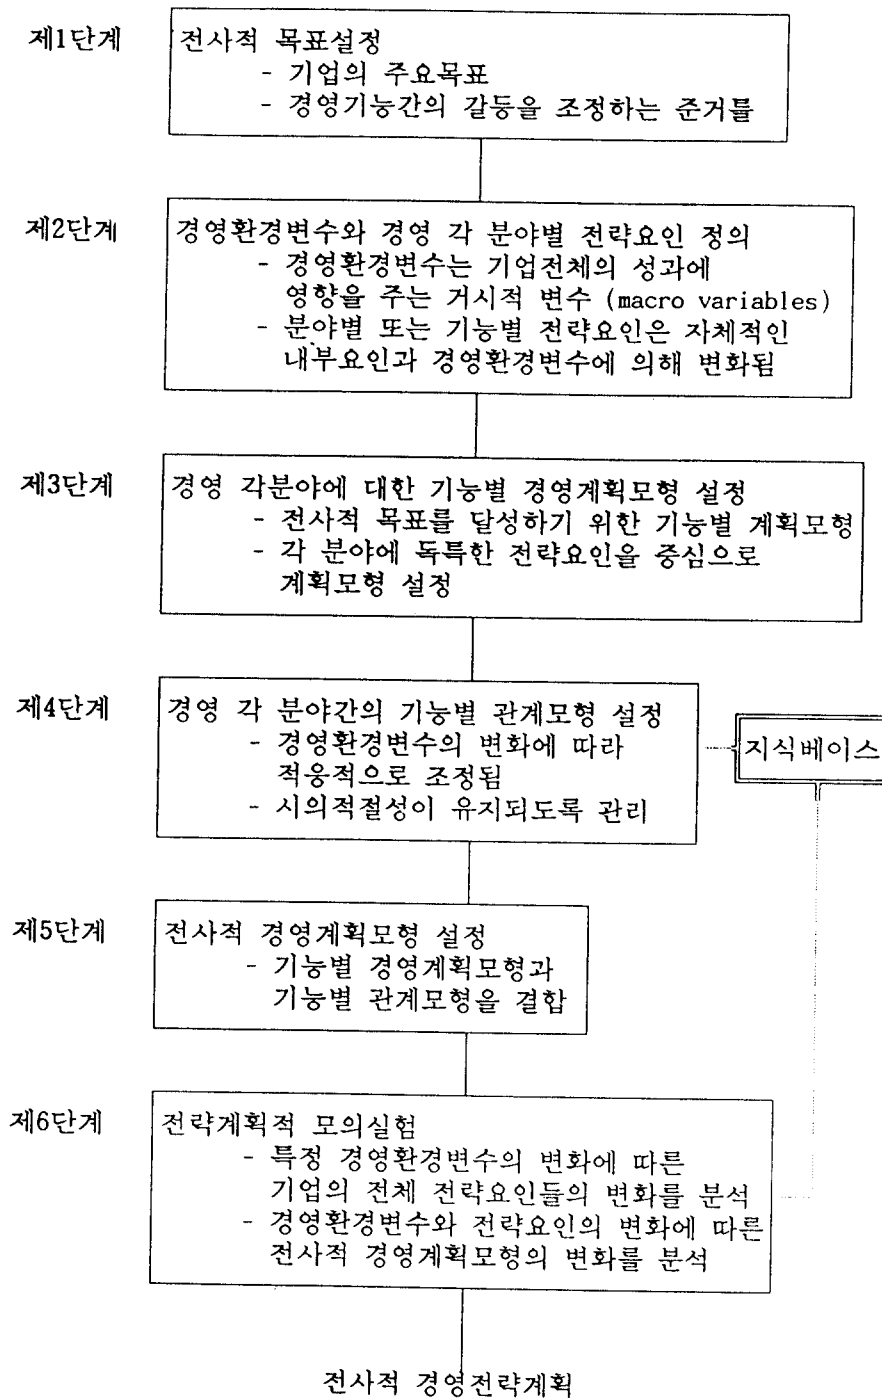 제1단계
전사적 목표설정
- 기업의 주요목표
- 경영기능간의 갈등을 조정하는 준거틀
제2단계
경영환경변수와 경영 각 분야별 전략요인 정의
- 경영환경변수는 기업전체의 성과에
영향을 주는 거시적 변수 (macro variables)
- 분야별 또는 기능별 전략요인은 자체적인
내부요인과 경영환경변수에 의해 변화됨
제3단계
경영 각분야에 대한 기능별 경영계획모형 설정
- 전사적 목표를 달성하기 위한 기능별 계획모형
- 각 분야에 독특한 전략요인을 중심으로
계획모형 설정
제4단계
경영 각 분야간의 기능별 관계모형 설정
- 경영환경변수의 변화에 따라
적응적으로 조정됨
- 시의적절성이 유지되도록 관리
지식베이스
제5단계
전사적 경영계획모형 설정
- 기능별 경영계획모형과
기능별 관계모형을 결합
제6단계
전략계획적 모의실험
- 특정 경영환경변수의 변화에 따른
기업의 전체 전략요인들의 변화를 분석
- 경영환경변수와 전략요인의 변화에 따른
전사적 경영계획모형의 변화를 분석
전사적 경영전략계획